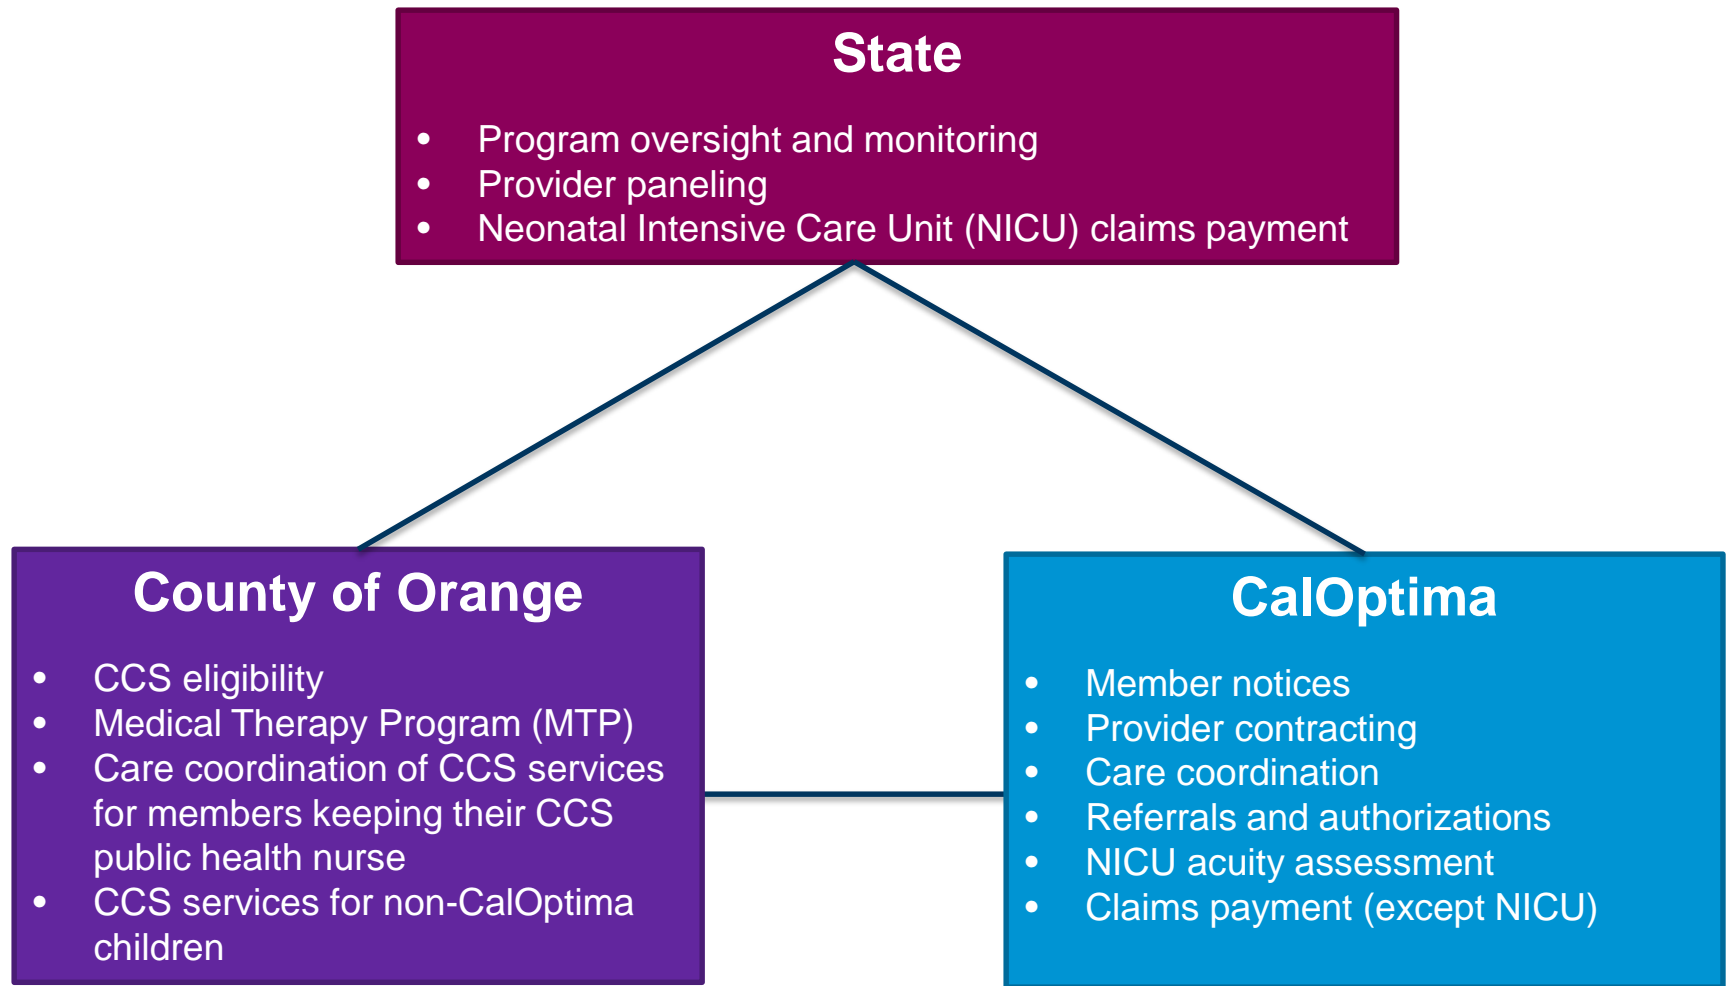 State
• Program oversight and monitoring
• Provider paneling
• Neonatal Intensive Care Unit (NICU) claims payment
County of Orange
• CCS eligibility
• Medical Therapy Program (MTP)
• Care coordination of CCS services
for members keeping their CCS
public health nurse
• CCS services for non-CalOptima
children
CalOptima
• Member notices
• Provider contracting
• Care coordination
• Referrals and authorizations
• NICU acuity assessment
• Claims payment (except NICU)